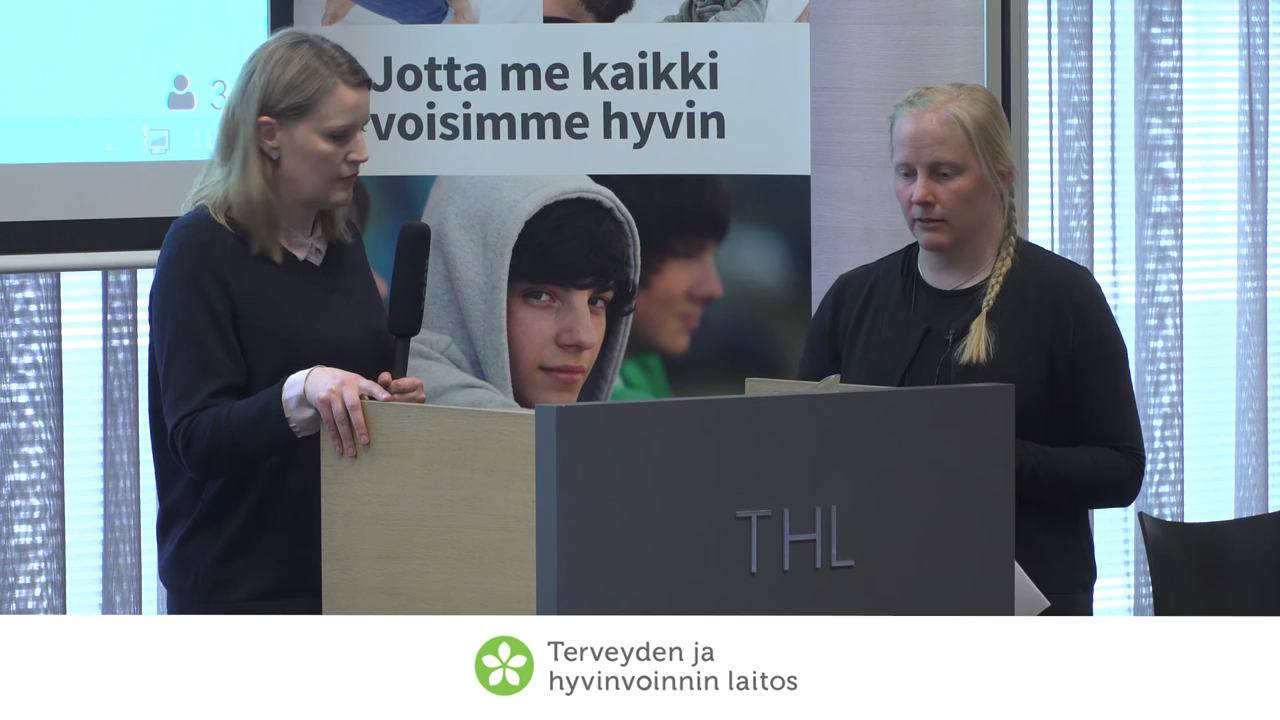 Jotta me kaikki
voisimme hyvin
THL
Terveyden ja
hyvinvoinnin laitos